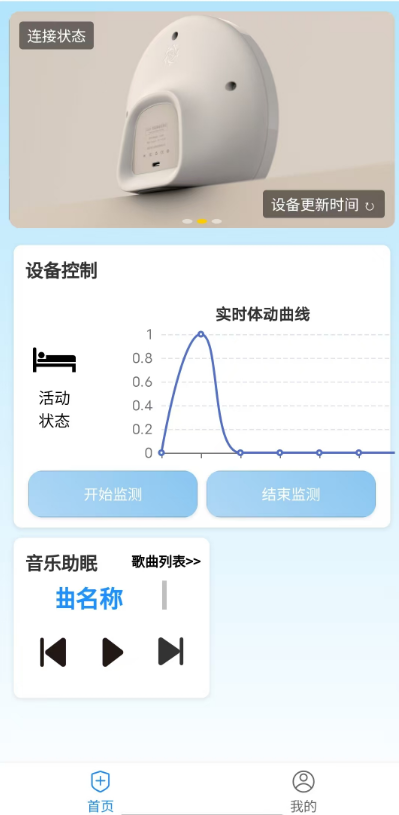 连接状态
设备更新时间
设备控制
实时体动曲线
1
0.8
0.6
0.4
0.2
0
活动
状态
开始监测
结束监测
音乐助眠
歌曲列表>>
曲名称
首页
我的